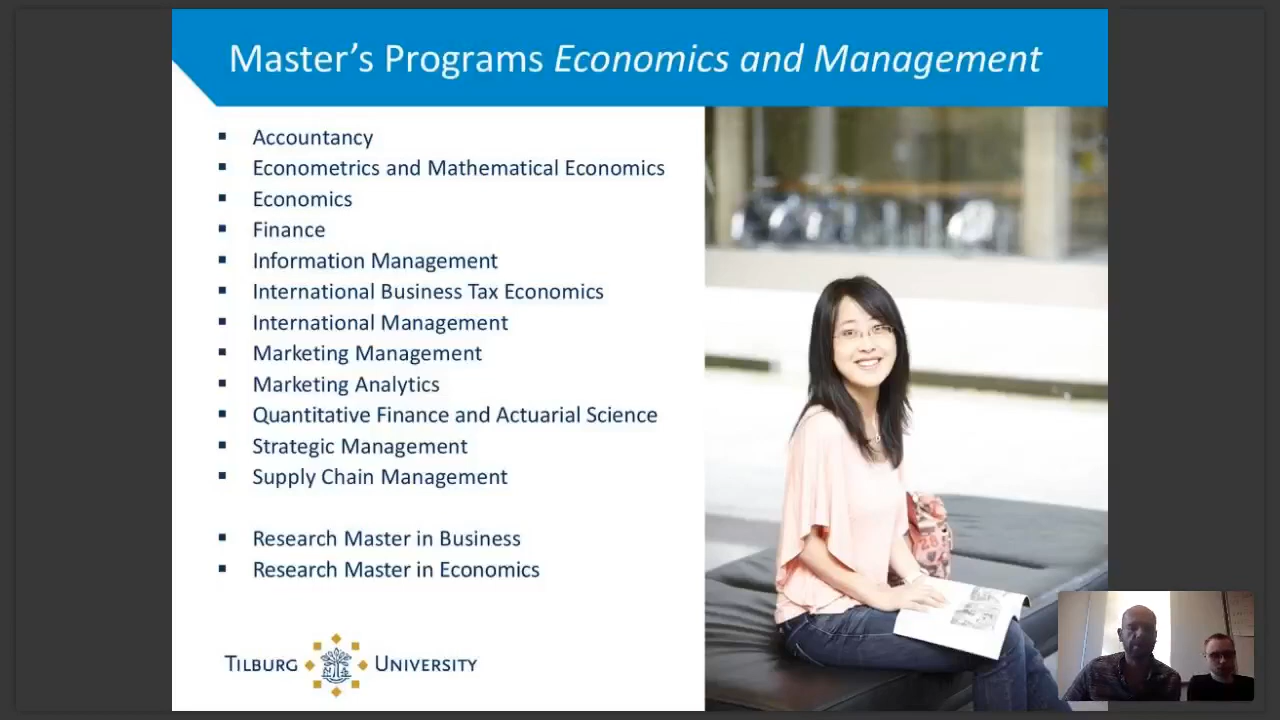 Master's Programs Economics and Management
Accountancy
Econometrics and Mathematical Economics
Economics
Finance
Information Management
International Business Tax Economics
International Management
Marketing Management
Marketing Analytics
Quantitative Finance and Actuarial Science
Strategic Management
Supply Chain Management
Research Master in Business
Research Master in Economics
TILBURG UNIVERSITY